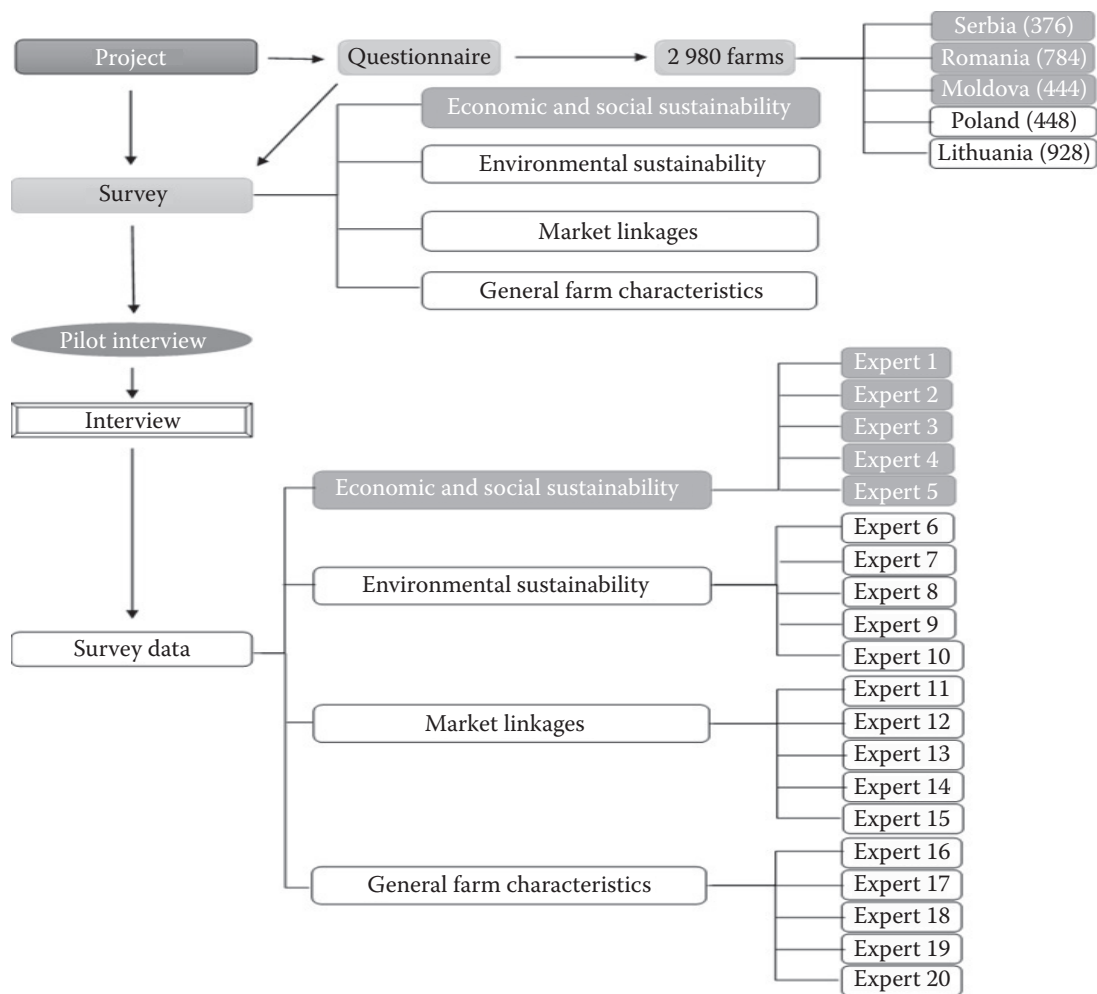 Project
Questionnaire
2 980 farms
Serbia (376)
Romania (784)
Moldova (444)
Poland (448)
Lithuania (928)
Survey
Economic and social sustainability
Environmental sustainability
Market linkages
General farm characteristics
Pilot interview
Interview
Survey data
Economic and social sustainability
Expert 1
Expert 2
Expert 3
Expert 4
Expert 5
Environmental sustainability
Expert 6
Expert 7
Expert 8
Expert 9
Expert 10
Market linkages
Expert 11
Expert 12
Expert 13
Expert 14
Expert 15
General farm characteristics
Expert 16
Expert 17
Expert 18
Expert 19
Expert 20